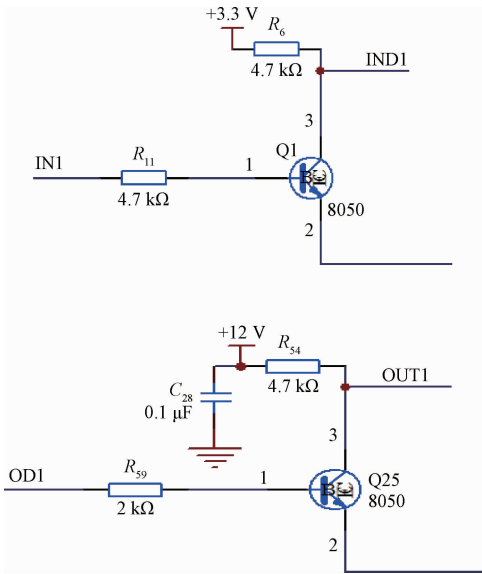 +3.3 V
R6
4.7 kΩ
IND1
3
Q1
IN1
R11
4.7 kΩ
1
8050
2
+12 V
R54
4.7 kΩ
OUT1
C28
0.1 μF
3
OD1
R59
2 kΩ
1
Q25
8050
2